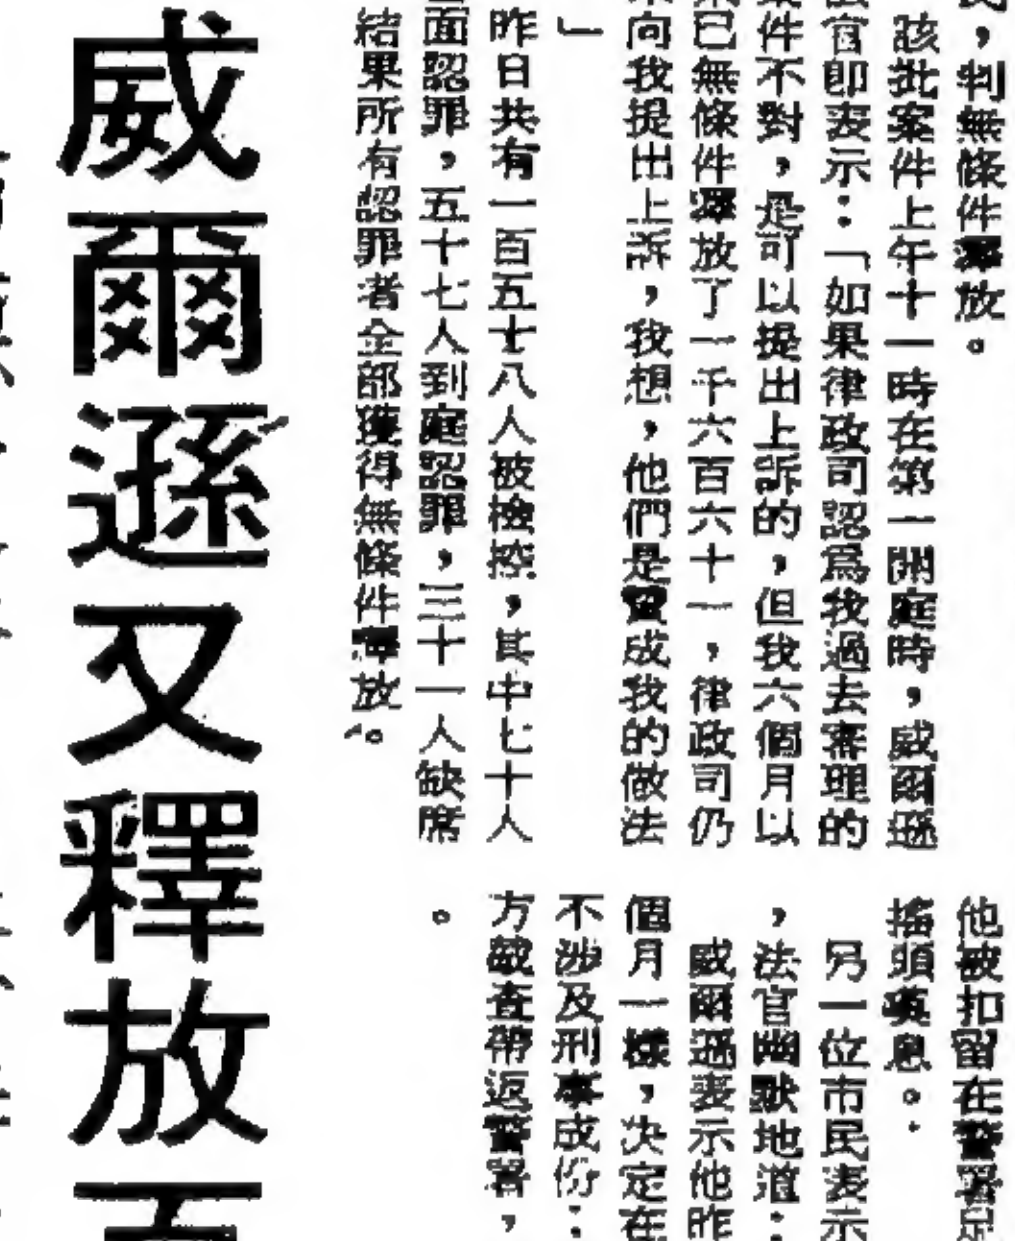 ，判無條件釋放。
該批案件上午十一時在第一開庭時，威爾遜
官即表示：「如果律政司認爲我過去審理的
件不對，是可以提出上訴的，但我六個月以
已無條件釋放了一千六百六十一，律政司仍
向我提出上訴，我想，他們是贊成我的做法
」
昨日共有一百五十八人被檢控，其中七十人
面認罪，五十七人到庭認罪，三十一人缺席
結果所有認罪者全部獲得無條件釋放。
他被扣留在警署足
搖頭嘆息。
另一位市民表示
，法官幽默地道：
威爾遜表示他昨
個月一樣，决定在
不涉及刑事成份：
方截查帶返警署，
。
威爾遜又釋放百